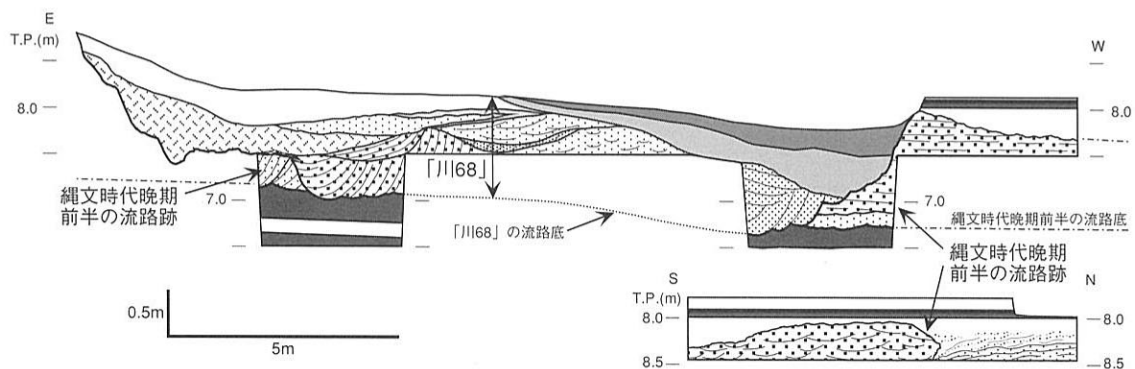 E
T.P.(m)
W
8.0
8.0
「川68」
縄文時代晩期
前半の流路跡
7.0
7.0
「川68」の流路底
縄文時代晩期前半の流路底
縄文時代晩期
前半の流路跡
S
N
T.P.(m)
8.0
8.0
8.5
8.5
0.5m
5m